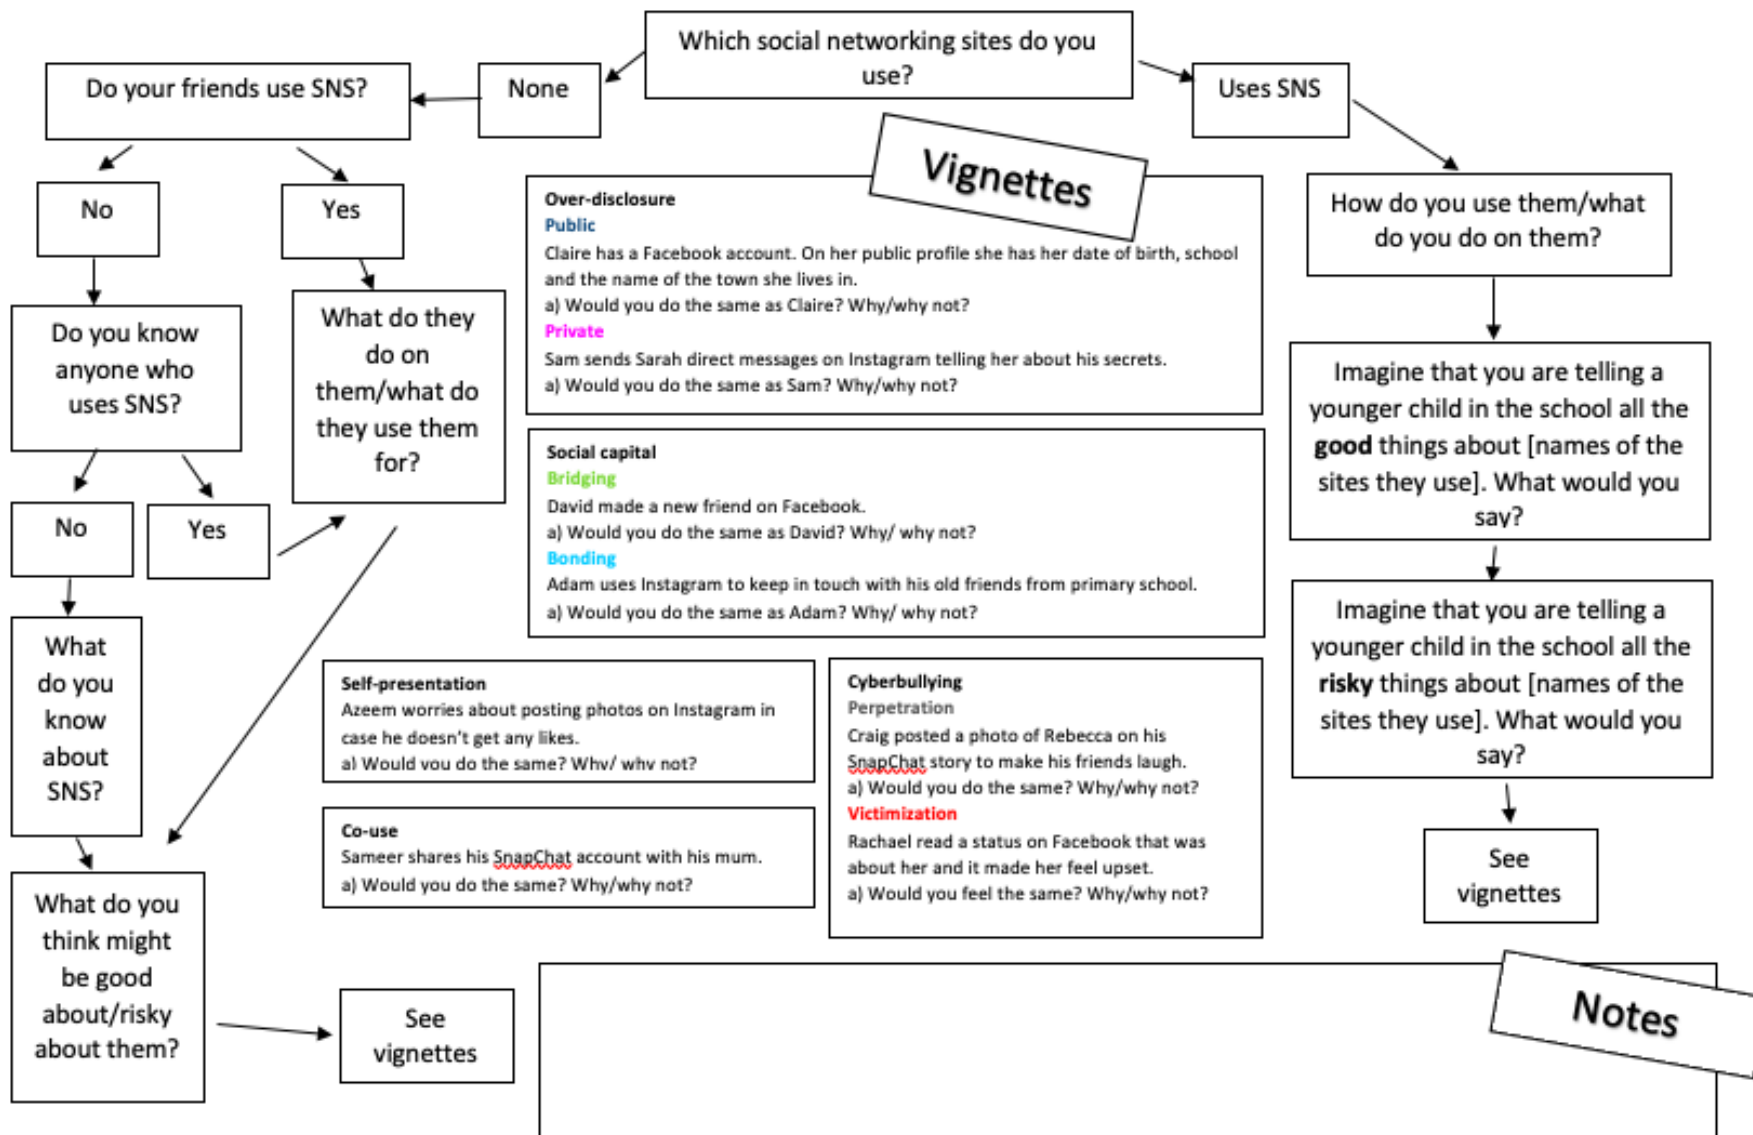 Which social networking sites do you
use?
Do your friends use SNS?
None
Uses SNS
No
Yes
How do you use them/what
do you do on them?
Do you know
anyone who
uses SNS?
What do they
do on
them/what do
they use them
for?
No
Yes
What
do you
know
about
SNS?
What do you
think might
be good
about/risky
about them?
See
vignettes
Vignettes
Over-disclosure
Public
Claire has a Facebook account. On her public profile she has her date of birth, school
and the name of the town she lives in.
a) Would you do the same as Claire? Why/why not?
Private
Sam sends Sarah direct messages on Instagram telling her about his secrets.
a) Would you do the same as Sam? Why/why not?
Social capital
Bridging
David made a new friend on Facebook.
a) Would you do the same as David? Why/ why not?
Bonding
Adam uses Instagram to keep in touch with his old friends from primary school.
a) Would you do the same as Adam? Why/ why not?
Self-presentation
Azeem worries about posting photos on Instagram in
case he doesn't get any likes.
a) Would you do the same? Why/ why not?
Co-use
Sameer shares his SnapChat account with his mum.
a) Would you do the same? Why/why not?
Cyberbullying
Perpetration
Craig posted a photo of Rebecca on his
SnapChat story to make his friends laugh.
a) Would you do the same? Why/why not?
Victimization
Rachael read a status on Facebook that was
about her and it made her feel upset.
a) Would you feel the same? Why/why not?
Imagine that you are telling a
younger child in the school all the
good things about [names of the
sites they use]. What would you
say?
Imagine that you are telling a
younger child in the school all the
risky things about [names of the
sites they use]. What would you
say?
See
vignettes
Notes